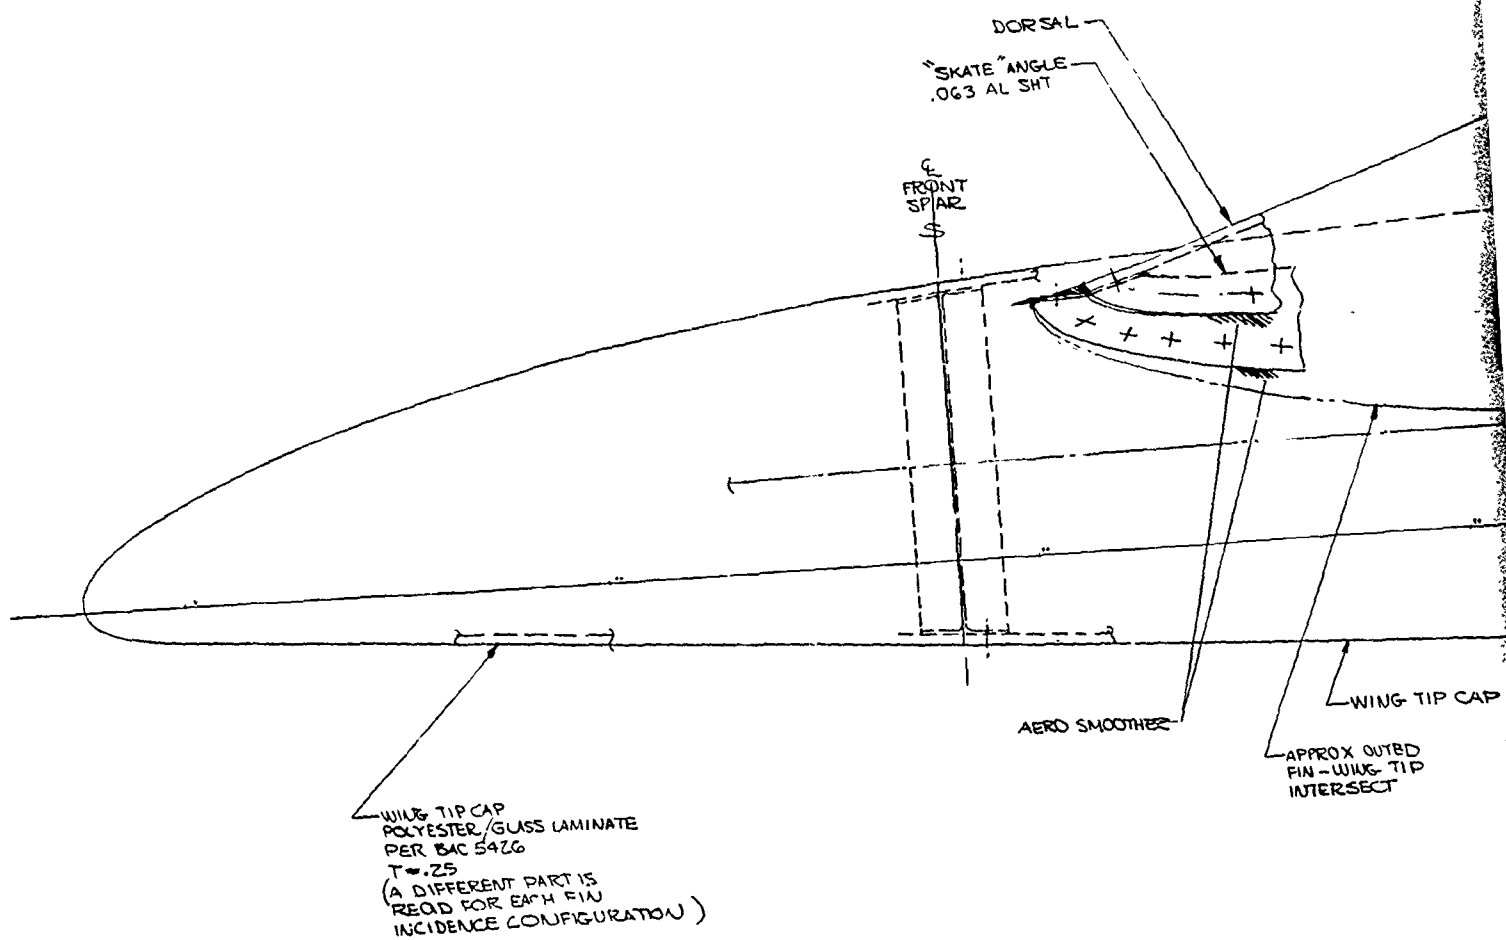 DORSAL
"SKATE" ANGLE
.063 AL SHT
℄
FRONT
SPAR
AERO SMOOTHER
WING TIP CAP
APPROX OUTBD
FIN-WING TIP
INTERSECT
WING TIP CAP
POLYESTER/GLASS LAMINATE
PER BAC 5426
T=.25
(A DIFFERENT PART IS
REQD FOR EACH FIN
INCIDENCE CONFIGURATION)